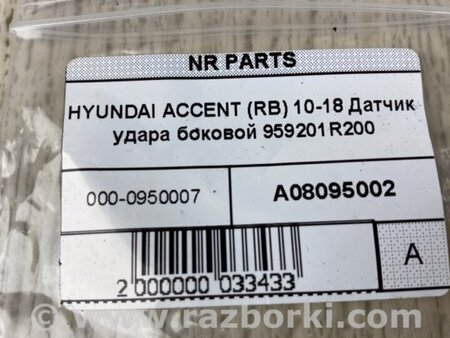 NR PARTS
HYUNDAI ACCENT (RB) 10-18 Датчик
удара боковой 959201R200
000-0950007
A08095002
2 000000 033433
A
www.razborki.com